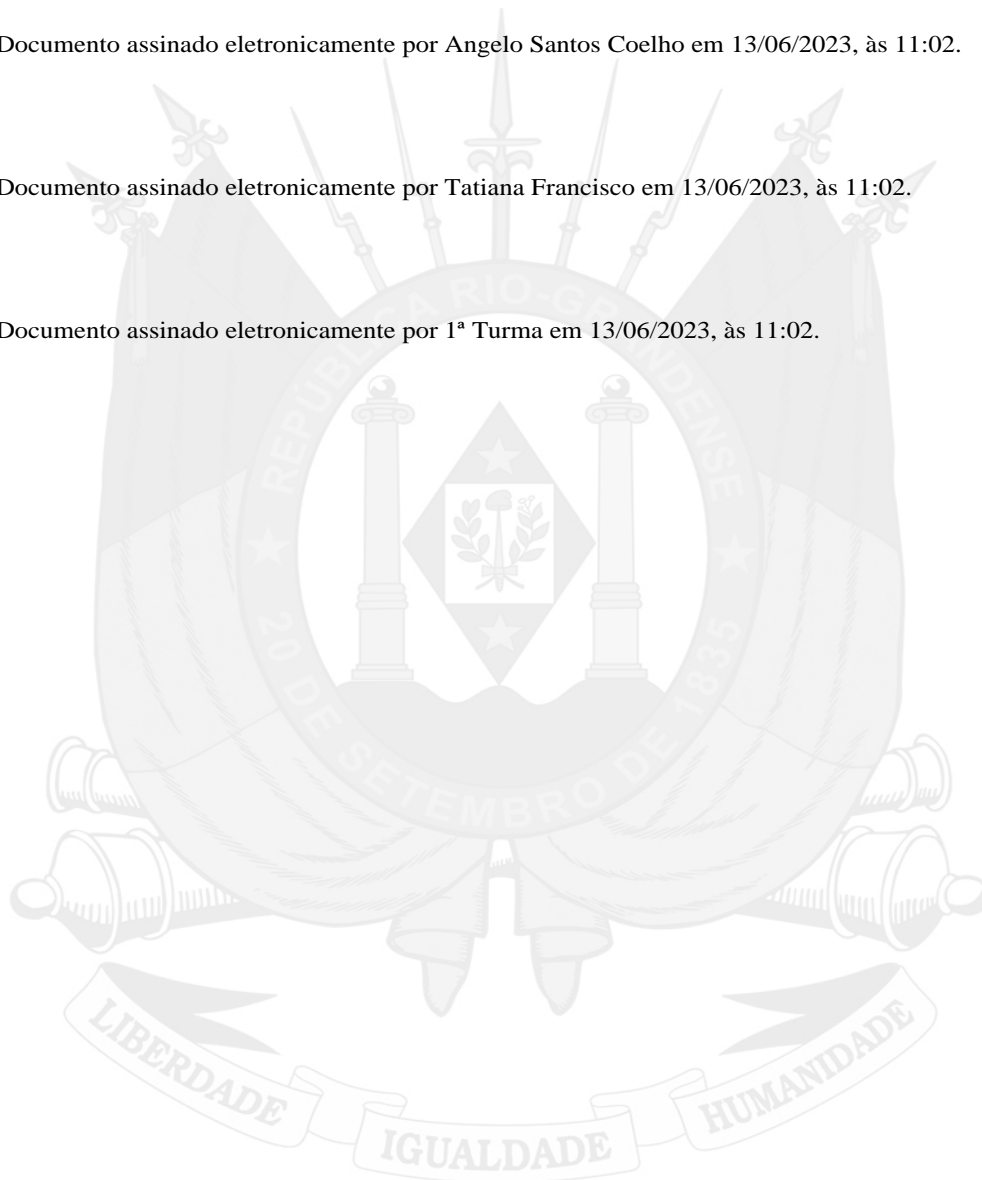 Documento assinado eletronicamente por Angelo Santos Coelho em 13/06/2023, às 11:02.
Documento assinado eletronicamente por Tatiana Francisco em 13/06/2023, às 11:02.
Documento assinado eletronicamente por 1ª Turma em 13/06/2023, às 11:02.
REPÚBLICA RIO-GRANDENSE
20 DE SETEMBRO DE 1835
LIBERDADE
IGUALDADE
HUMANIDADE